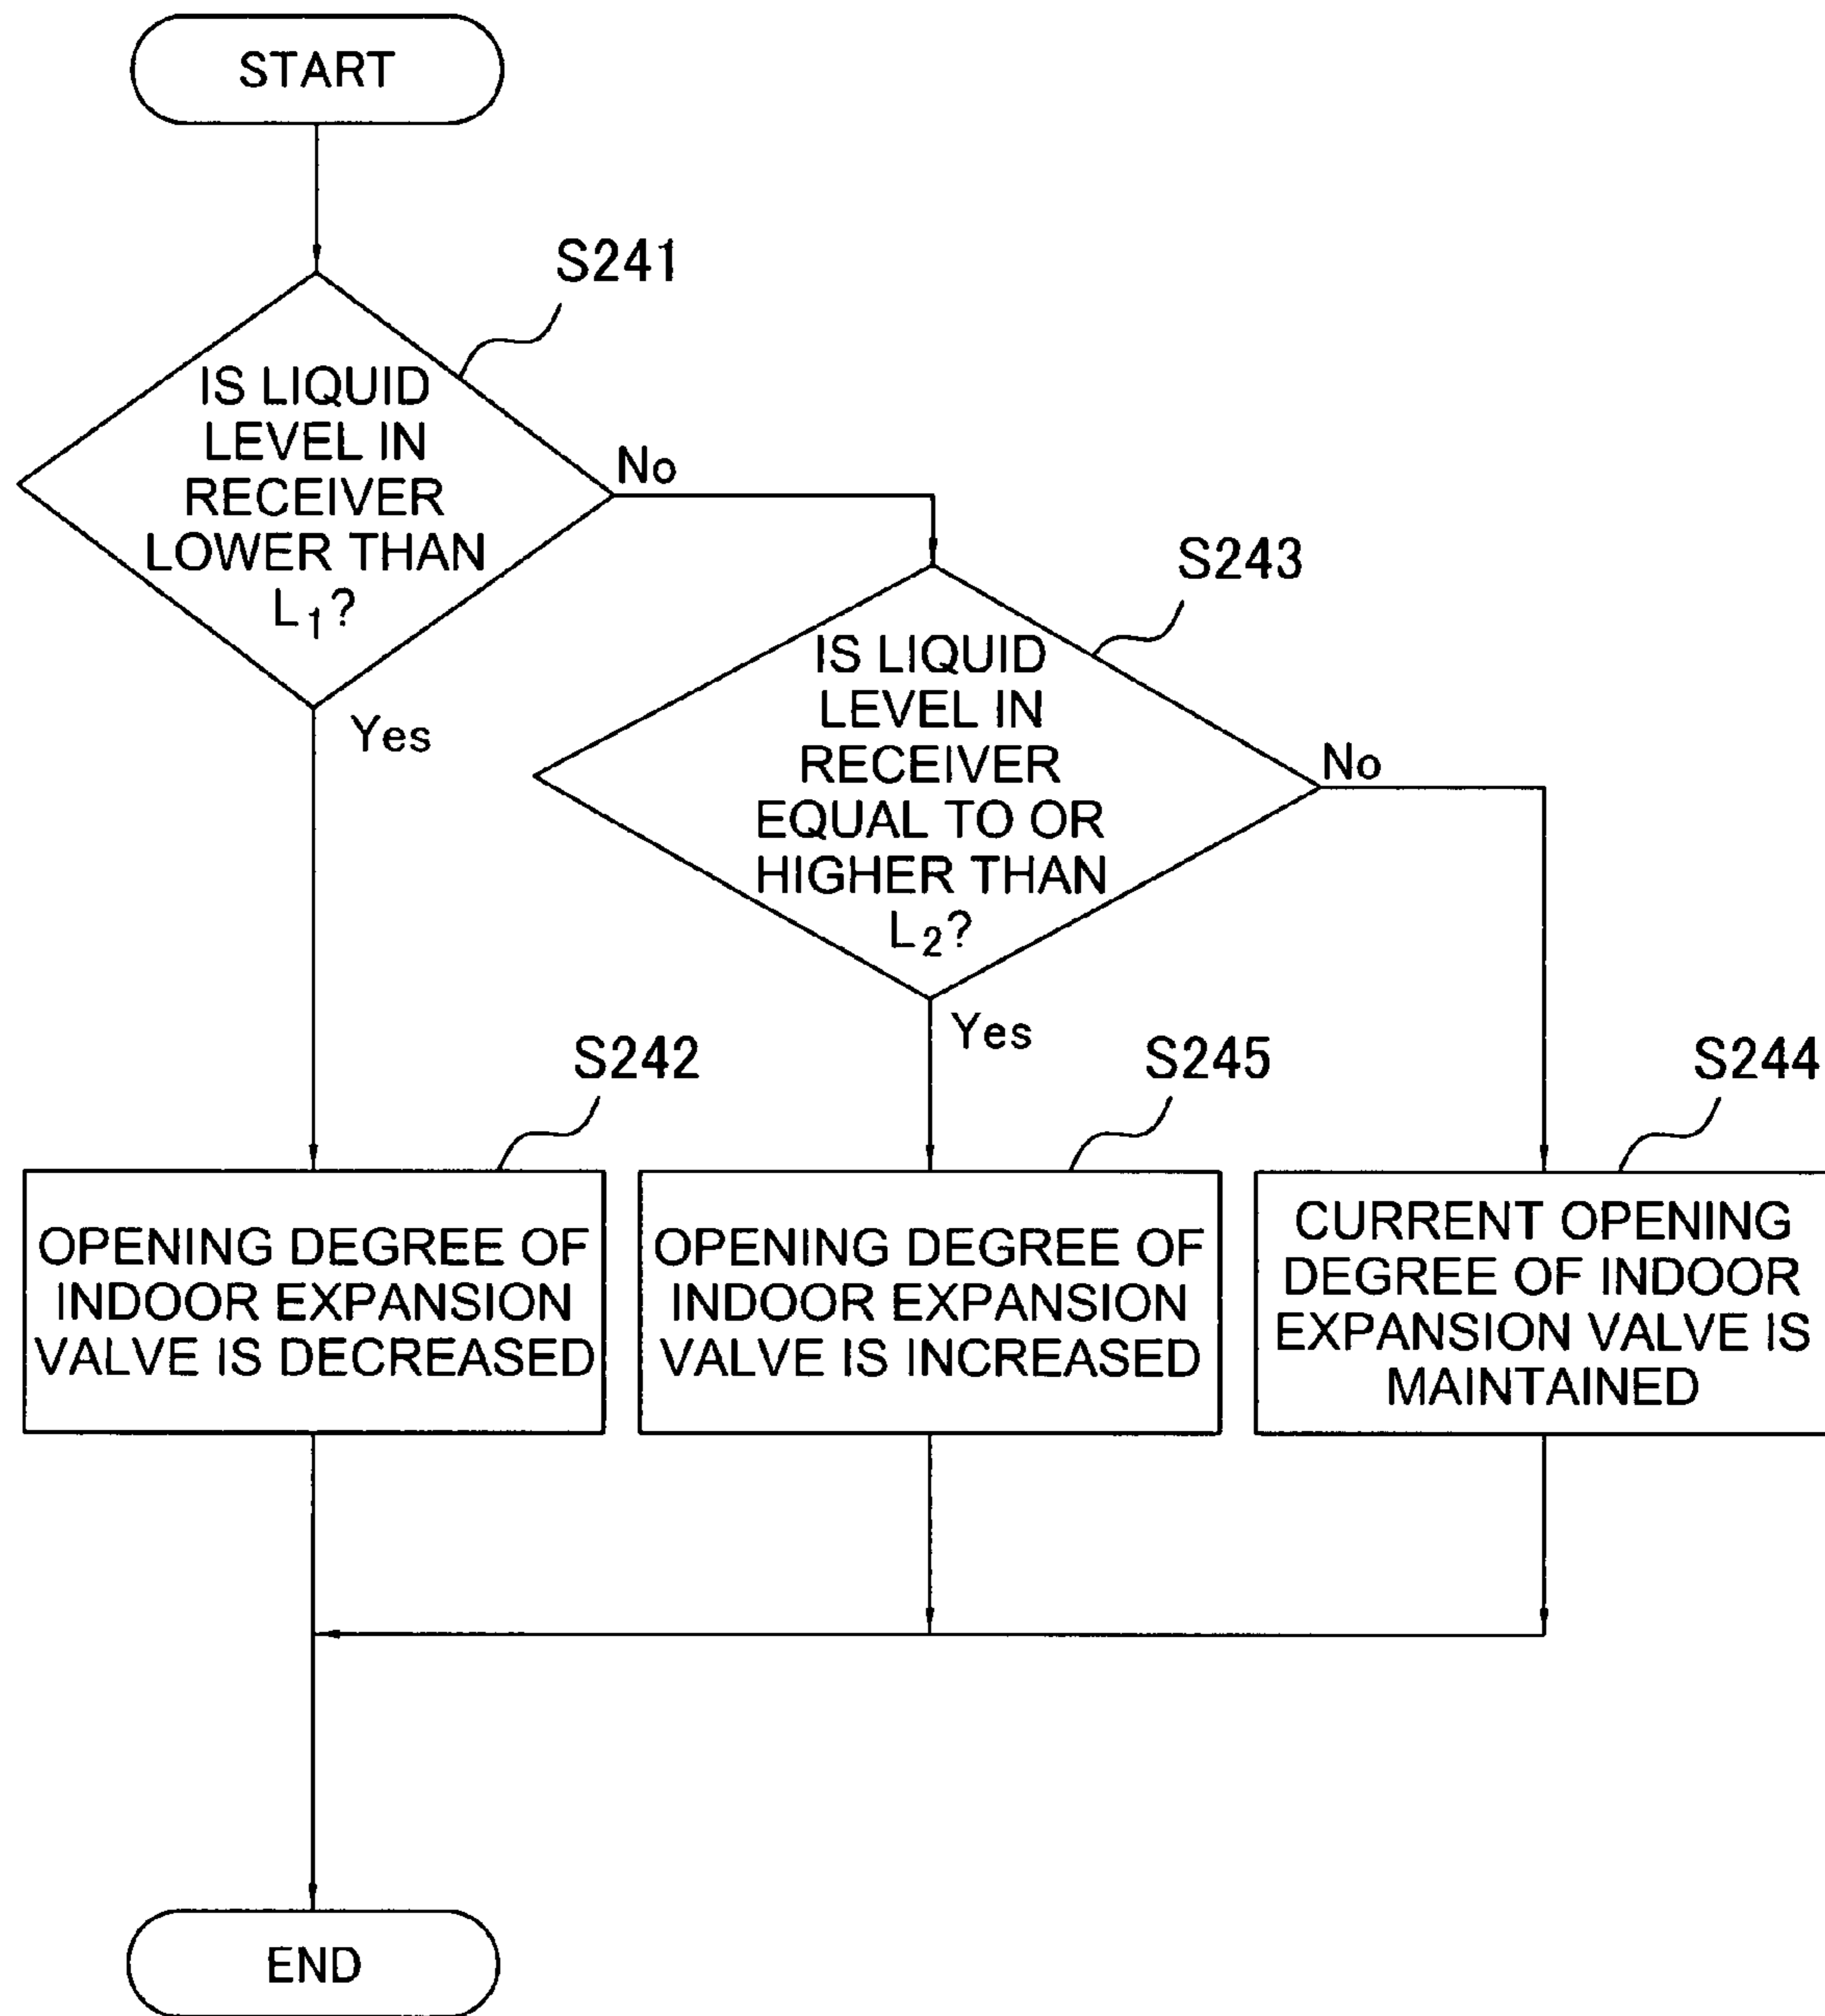 START
S241
IS LIQUID
LEVEL IN
RECEIVER
LOWER THAN
L1?
No
Yes
S243
IS LIQUID
LEVEL IN
RECEIVER
EQUAL TO OR
HIGHER THAN
L2?
No
Yes
S242
OPENING DEGREE OF
INDOOR EXPANSION
VALVE IS DECREASED
S245
OPENING DEGREE OF
INDOOR EXPANSION
VALVE IS INCREASED
S244
CURRENT OPENING
DEGREE OF INDOOR
EXPANSION VALVE IS
MAINTAINED
END